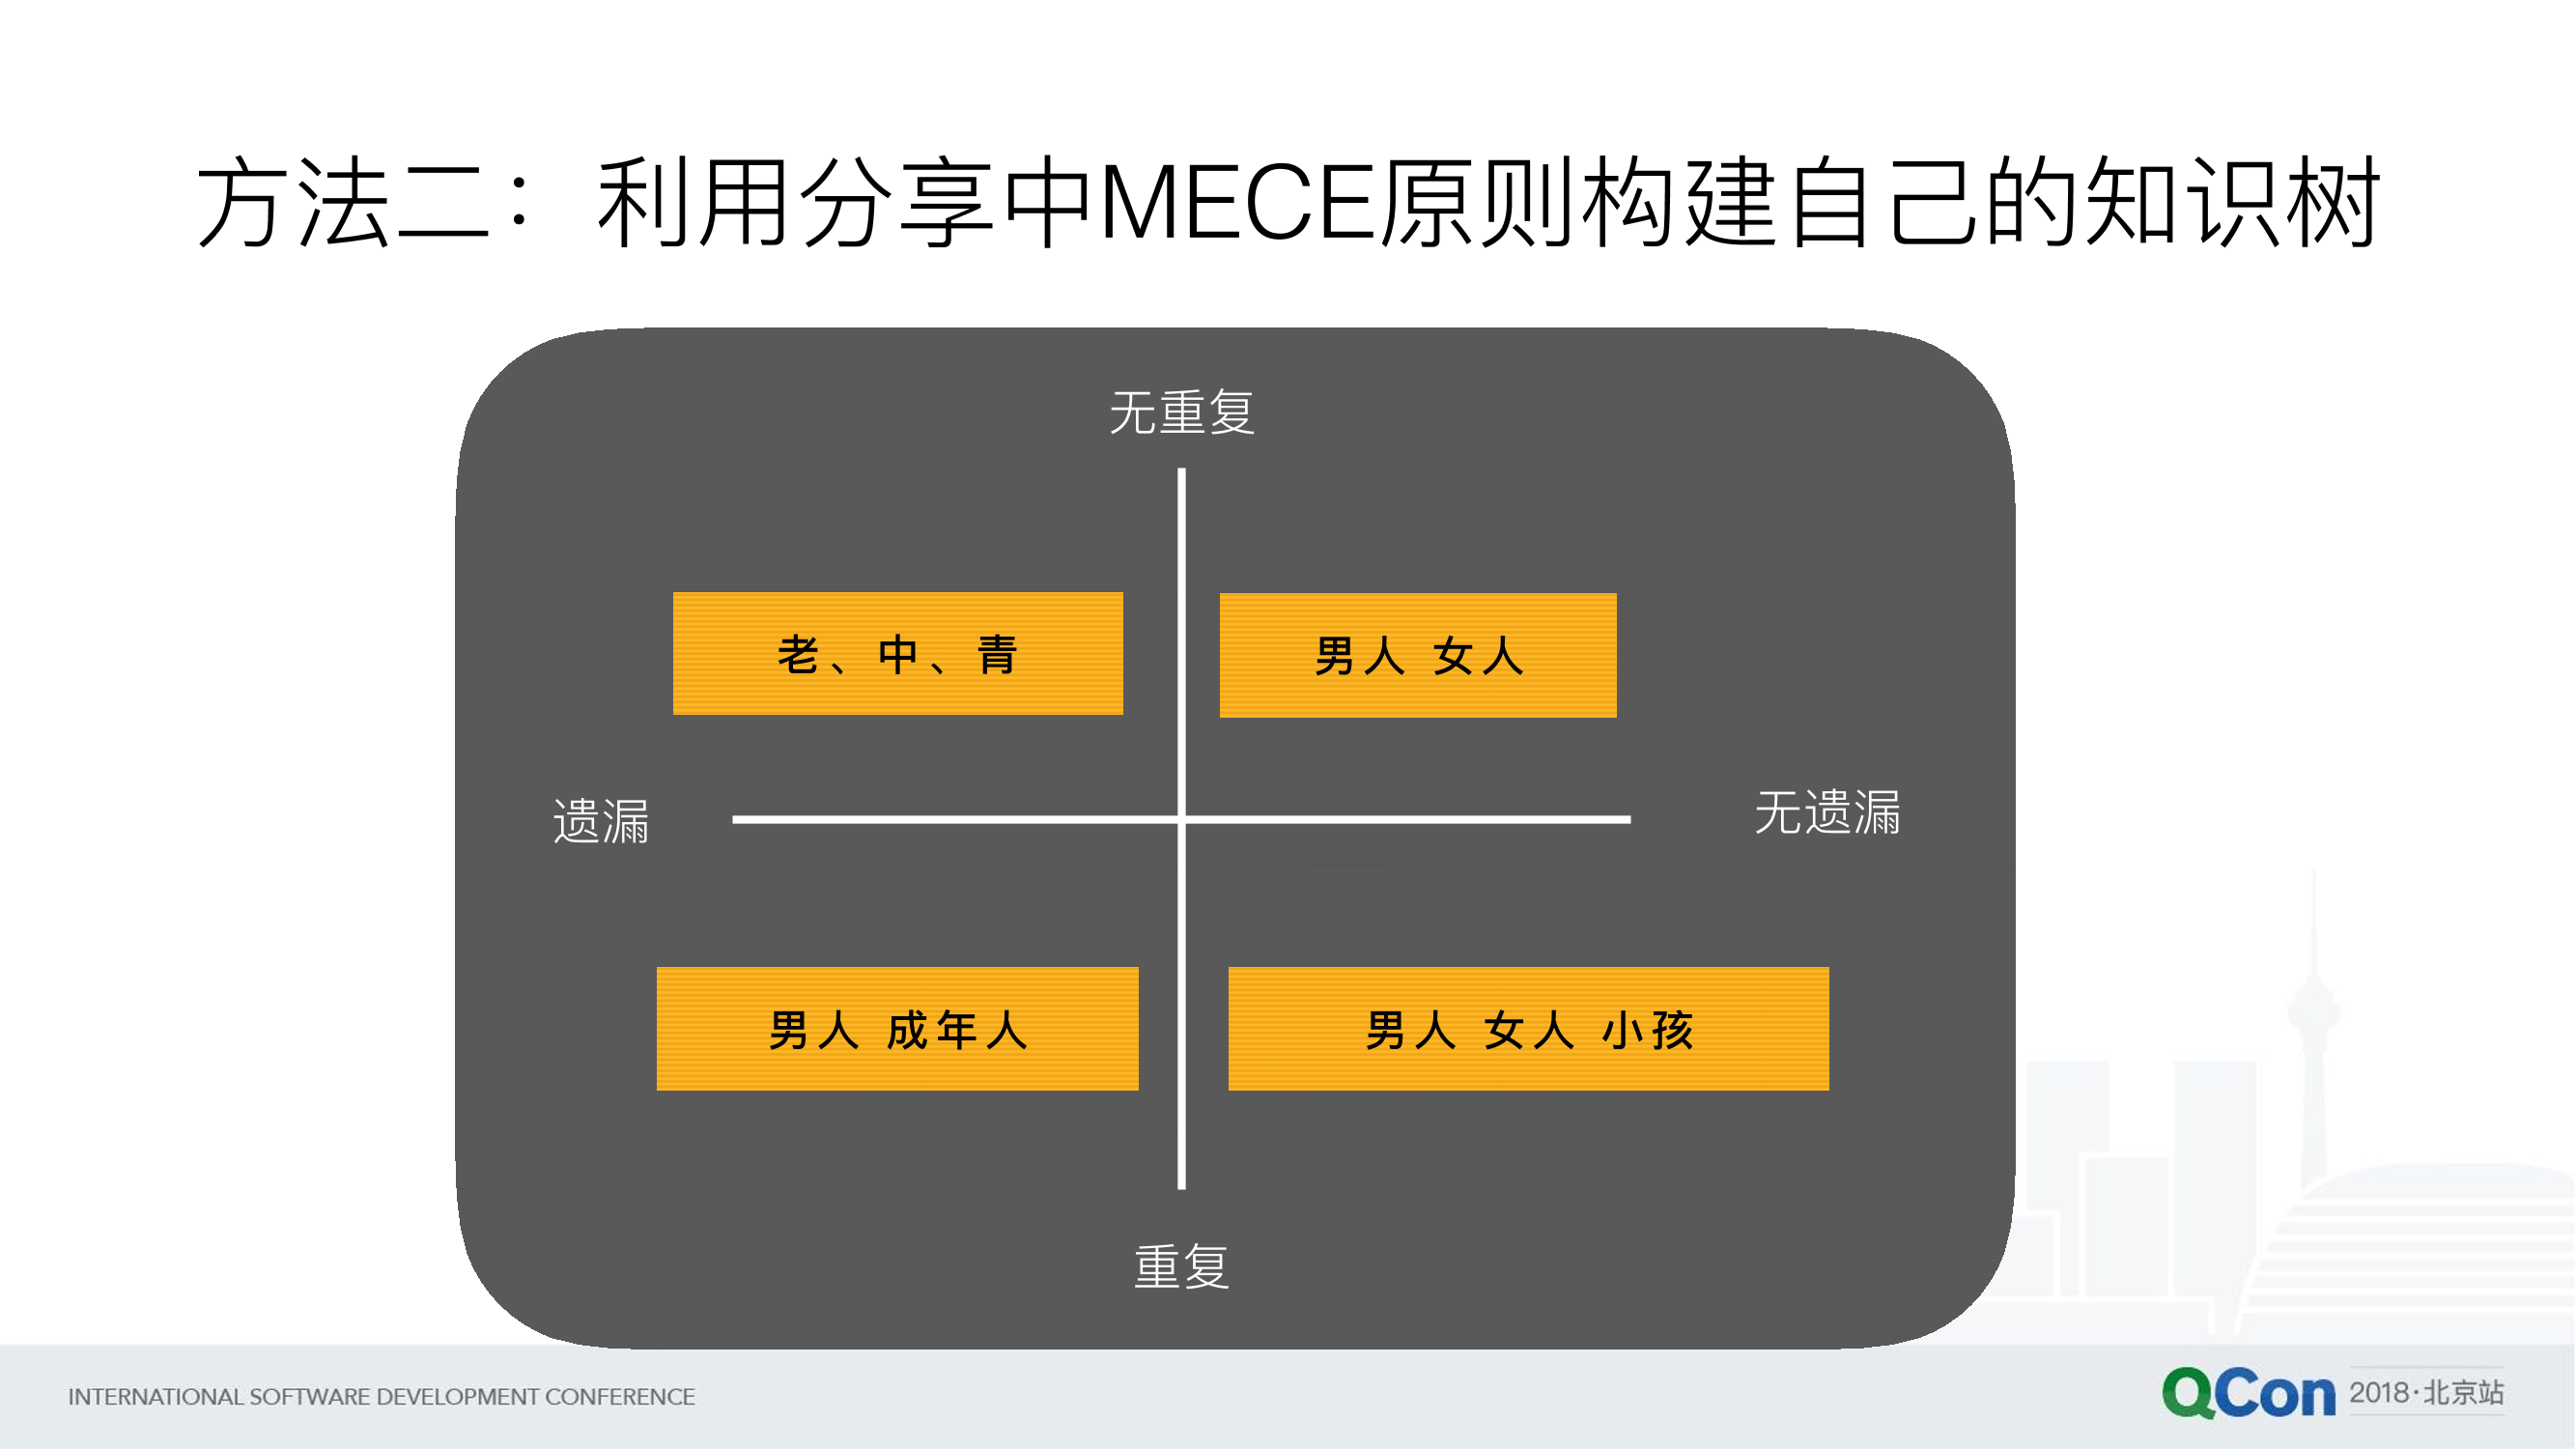 方法二：利用分享中MECE原则构建自己的知识树
无重复
老、中、青
男人 女人
遗漏
无遗漏
男人 成年人
男人 女人 小孩
重复
INTERNATIONAL SOFTWARE DEVELOPMENT CONFERENCE
QCon 2018·北京站